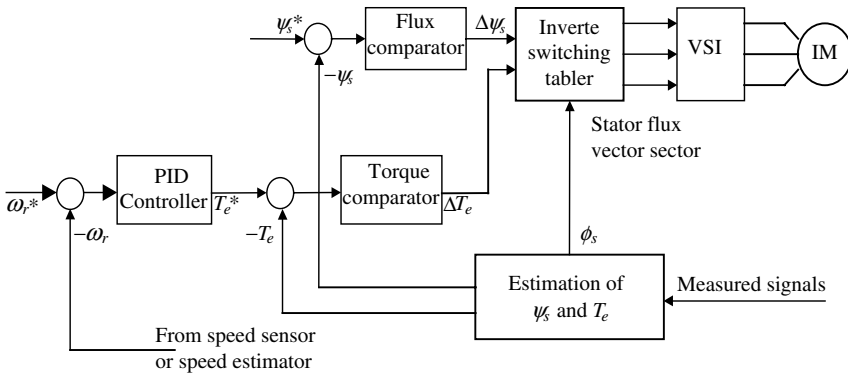 ψs*
Flux
comparator
Δψs
Inverte
switching
tabler
VSI
IM
−ψs
Stator flux
vector sector
ωr*
PID
Controller
Te*
Torque
comparator
ΔTe
−ωr
−Te
ϕs
Estimation of
ψs and Te
Measured signals
From speed sensor
or speed estimator